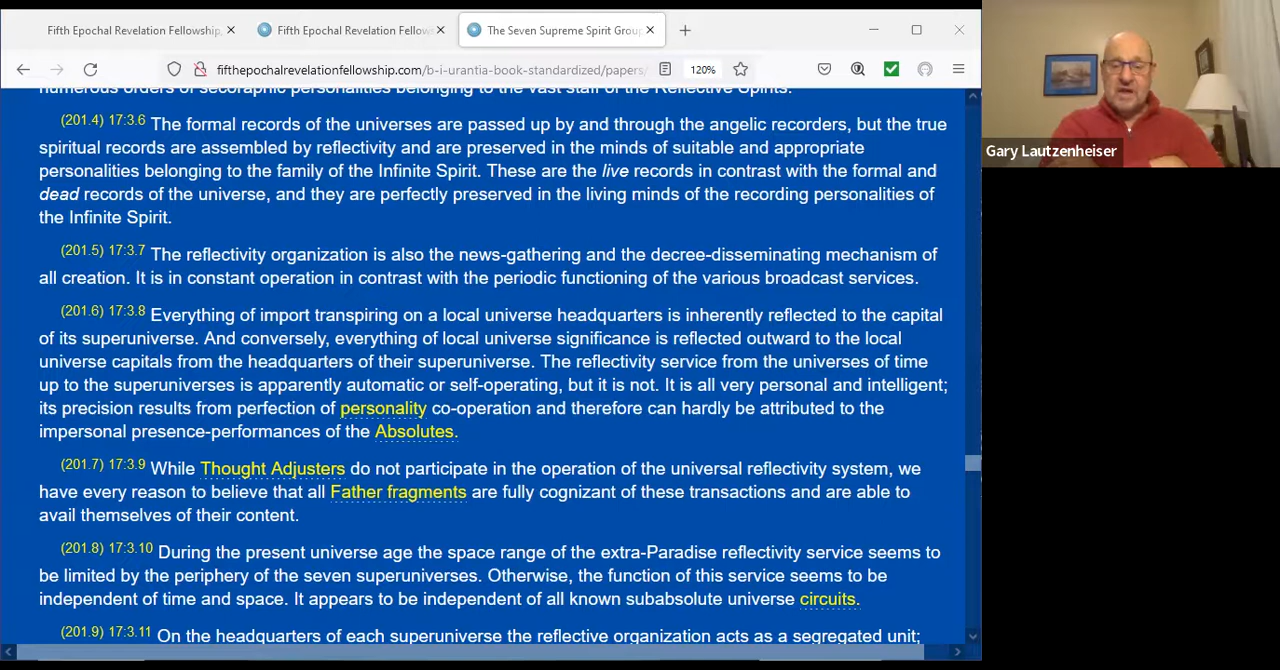 Fifth Epochal Revelation Fellowship,
Fifth Epochal Revelation Fellows
The Seven Supreme Spirit Group
fifthepochalrevelationfellowship.com/b-i-urantia-book-standardized/papers/
120%
numerous orders of secoraphic personalities belonging to the vast staff of the Reflective Spirits.
(201.4) 17:3.6 The formal records of the universes are passed up by and through the angelic recorders, but the true
spiritual records are assembled by reflectivity and are preserved in the minds of suitable and appropriate
personalities belonging to the family of the Infinite Spirit. These are the live records in contrast with the formal and
dead records of the universe, and they are perfectly preserved in the living minds of the recording personalities of
the Infinite Spirit.
(201.5) 17:3.7 The reflectivity organization is also the news-gathering and the decree-disseminating mechanism of
all creation. It is in constant operation in contrast with the periodic functioning of the various broadcast services.
(201.6) 17:3.8 Everything of import transpiring on a local universe headquarters is inherently reflected to the capital
of its superuniverse. And conversely, everything of local universe significance is reflected outward to the local
universe capitals from the headquarters of their superuniverse. The reflectivity service from the universes of time
up to the superuniverses is apparently automatic or self-operating, but it is not. It is all very personal and intelligent;
its precision results from perfection of personality co-operation and therefore can hardly be attributed to the
impersonal presence-performances of the Absolutes.
(201.7) 17:3.9 While Thought Adjusters do not participate in the operation of the universal reflectivity system, we
have every reason to believe that all Father fragments are fully cognizant of these transactions and are able to
avail themselves of their content.
(201.8) 17:3.10 During the present universe age the space range of the extra-Paradise reflectivity service seems to
be limited by the periphery of the seven superuniverses. Otherwise, the function of this service seems to be
independent of time and space. It appears to be independent of all known subabsolute universe circuits.
(201.9) 17:3.11 On the headquarters of each superuniverse the reflective organization acts as a segregated unit;
Gary Lautzenheiser